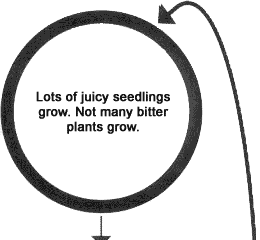 Lots of juicy seedlings
grow. Not many bitter
plants grow.